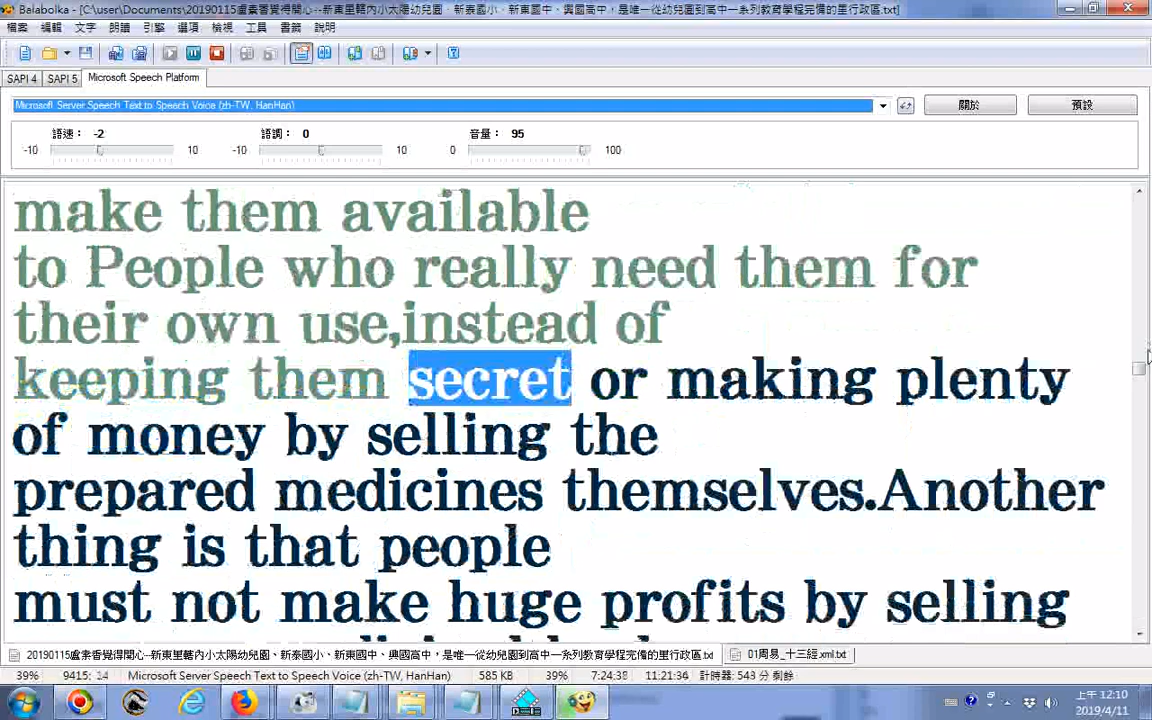 Balabolka - [C:\user\Documents\20190115盧素香覺得開心--新東里轄內小太陽幼兒園、新泰國小、新東國中、興國高中，是唯一從幼兒園到高中一系列教育學程完備的里行政區.txt]
檔案 編輯 文字 朗讀 引擎 選項 檢視 工具 書籤 說明
SAPI 4 SAPI 5 Microsoft Speech Platform
Microsoft Server Speech Text to Speech Voice (zh-TW, HanHan)
關於 預設
語速： -2 語調： 0 音量： 95
-10 10 -10 10 0 100
make them available
to People who really need them for
their own use,instead of
keeping them secret or making plenty
of money by selling the
prepared medicines themselves.Another
thing is that people
must not make huge profits by selling
20190115盧素香覺得開心--新東里轄內小太陽幼兒園、新泰國小、新東國中、興國高中，是唯一從幼兒園到高中一系列教育學程完備的里行政區.txt 01周易_十三經.xml.txt
39% 9415: 14 Microsoft Server Speech Text to Speech Voice (zh-TW, HanHan) 585 KB 39% 7:24:38 11:21:34 計時器: 543 分 剩餘
上午 12:10
2019/4/11